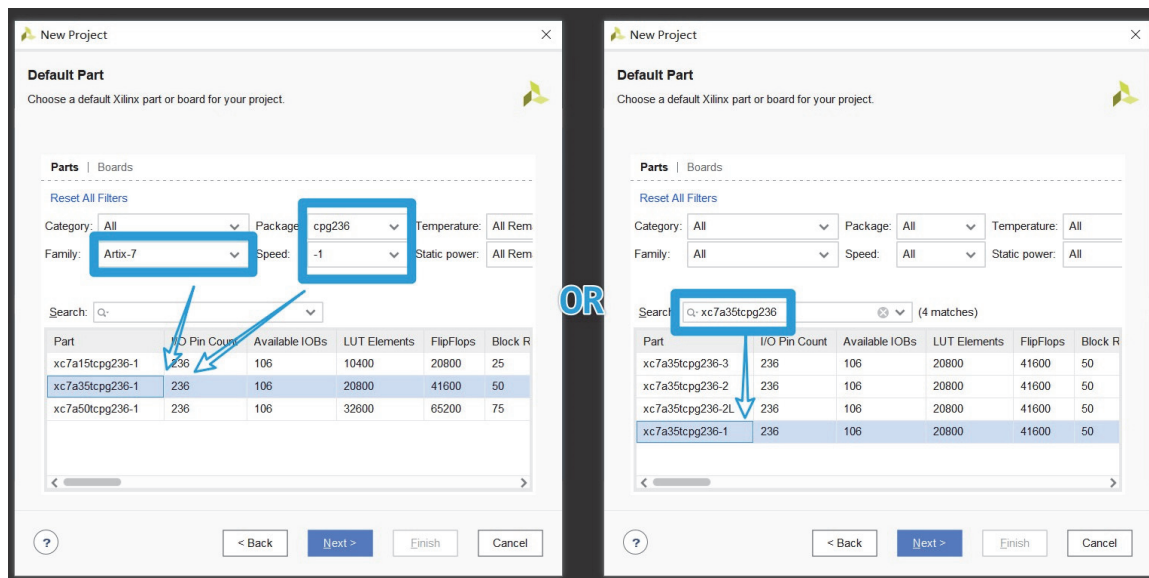 New Project
Default Part
Choose a default Xilinx part or board for your project.
Parts | Boards
Reset All Filters
Category: All Package: cpg236 Temperature: All Rem
Family: Artix-7 Speed: -1 Static power: All Rem
Search: Q-
Part I/O Pin Count Available IOBs LUT Elements FlipFlops Block R
xc7a15tcpg236-1 236 106 10400 20800 25
xc7a35tcpg236-1 236 106 20800 41600 50
xc7a50tcpg236-1 236 106 32600 65200 75
? < Back Next > Finish Cancel
OR
New Project
Default Part
Choose a default Xilinx part or board for your project.
Parts | Boards
Reset All Filters
Category: All Package: All Temperature: All
Family: All Speed: All Static power: All
Search: xc7a35tcpg236 (4 matches)
Part I/O Pin Count Available IOBs LUT Elements FlipFlops Block R
xc7a35tcpg236-3 236 106 20800 41600 50
xc7a35tcpg236-2 236 106 20800 41600 50
xc7a35tcpg236-2L 236 106 20800 41600 50
xc7a35tcpg236-1 236 106 20800 41600 50
? < Back Next > Finish Cancel